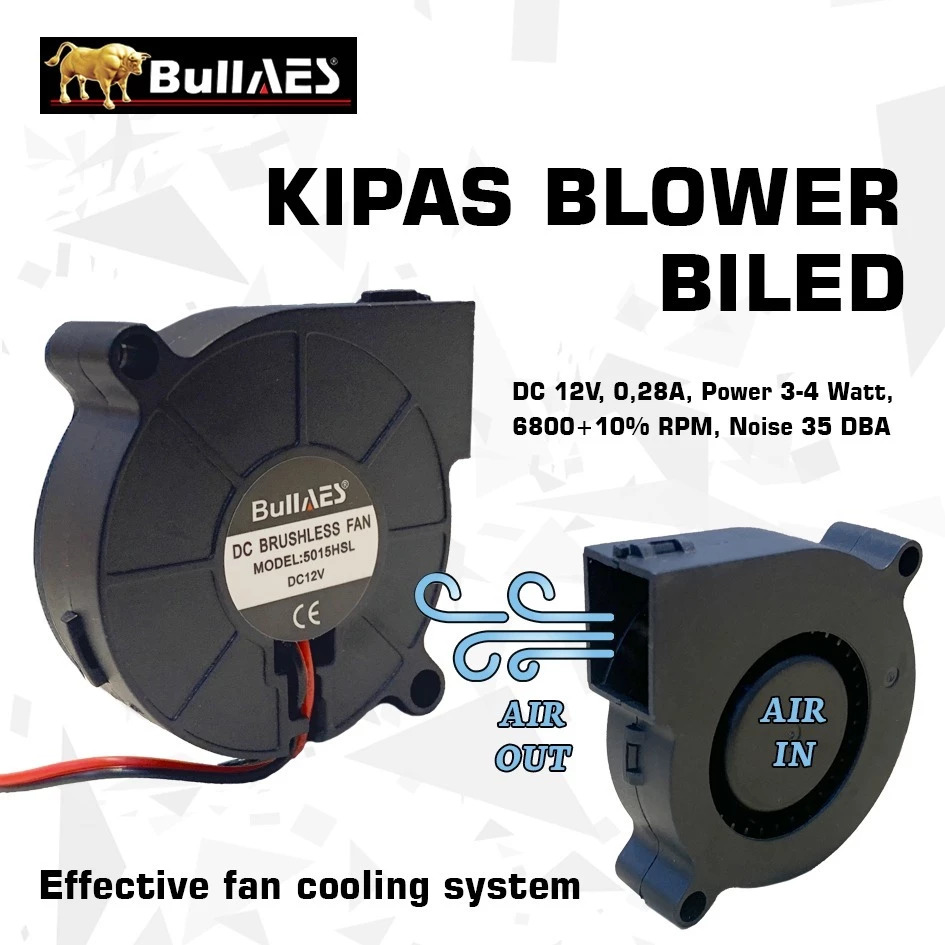 BullAES®
KIPAS BLOWER
BILED
DC 12V, 0,28A, Power 3-4 Watt,
6800+10% RPM, Noise 35 DBA
BullAES®
DC BRUSHLESS FAN
MODEL:5015HSL
DC12V
CE
AIR
OUT
AIR
IN
Effective fan cooling system